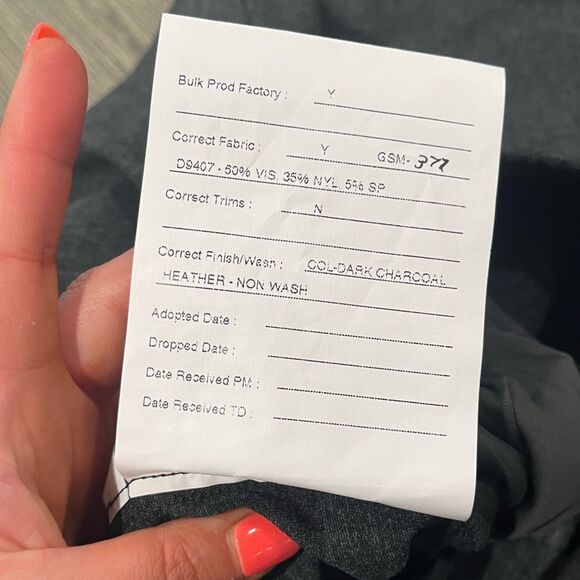 Bulk Prod Factory : Y
Correct Fabric : Y GSM- 377
D9407 - 60% VIS, 35% NYL, 5% SP
Correct Trims : N
Correct Finish/Wash : COL-DARK CHARCOAL
HEATHER - NON WASH
Adopted Date :
Dropped Date :
Date Received PM :
Date Received TD :